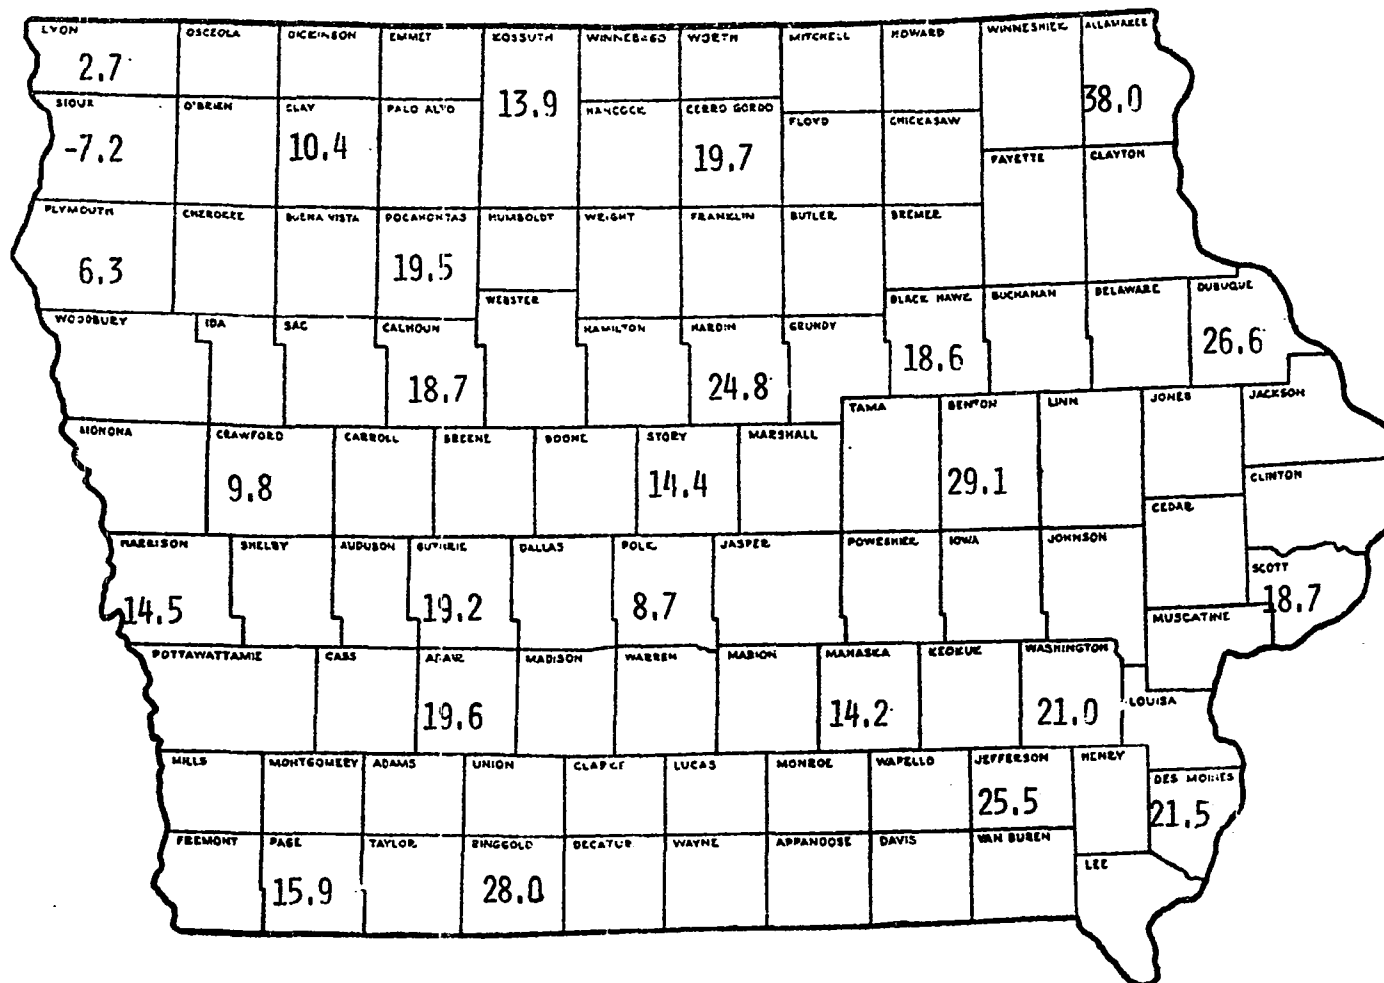 LYON OSCEOLA DICKINSON EMMET KOSSUTH WINNEBAGO WORTH MITCHELL HOWARD WINNESHIEK ALLAMAKEE
2.7 13.9 38.0
SIOUX O'BRIEN CLAY PALO ALTO HANCOCK CERRO GORDO FLOYD CHICKASAW
-7.2 10.4 19.7
FAYETTE CLAYTON
PLYMOUTH CHEROKEE BUENA VISTA POCAHONTAS HUMBOLDT WRIGHT FRANKLIN BUTLER BREMER
6.3 19.5
WEBSTER BLACK HAWK BUCHANAN DELAWARE DUBUQUE
WOODBURY IDA SAC CALHOUN HAMILTON HARDIN GRUNDY
18.7 24.8 18.6 26.6
TAMA BENTON LINN JONES JACKSON
MONONA CRAWFORD CARROLL GREENE BOONE STORY MARSHALL
9.8 14.4 29.1
CLINTON
CEDAR
HARRISON SHELBY AUDUBON GUTHRIE DALLAS POLK JASPER POWESHIEK IOWA JOHNSON
SCOTT
14.5 19.2 8.7 18.7
MUSCATINE
POTTAWATTAMIE CASS ADAIR MADISON WARREN MARION MAHASKA KEOKUK WASHINGTON
19.6 14.2 21.0
LOUISA
MILLS MONTGOMERY ADAMS UNION CLARKE LUCAS MONROE WAPELLO JEFFERSON HENRY
DES MOINES
25.5 21.5
FREMONT PAGE TAYLOR RINGGOLD DECATUR WAYNE APPANOOSE DAVIS VAN BUREN
LEE
15.9 28.0